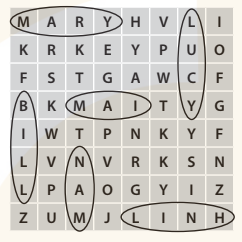 M A R Y H V L I
K R K E Y P U O
F S T G A W C F
B K M A I T Y G
I W T P N K Y F
L V N V R K S N
L P A O G Y I Z
Z U M J L I N H